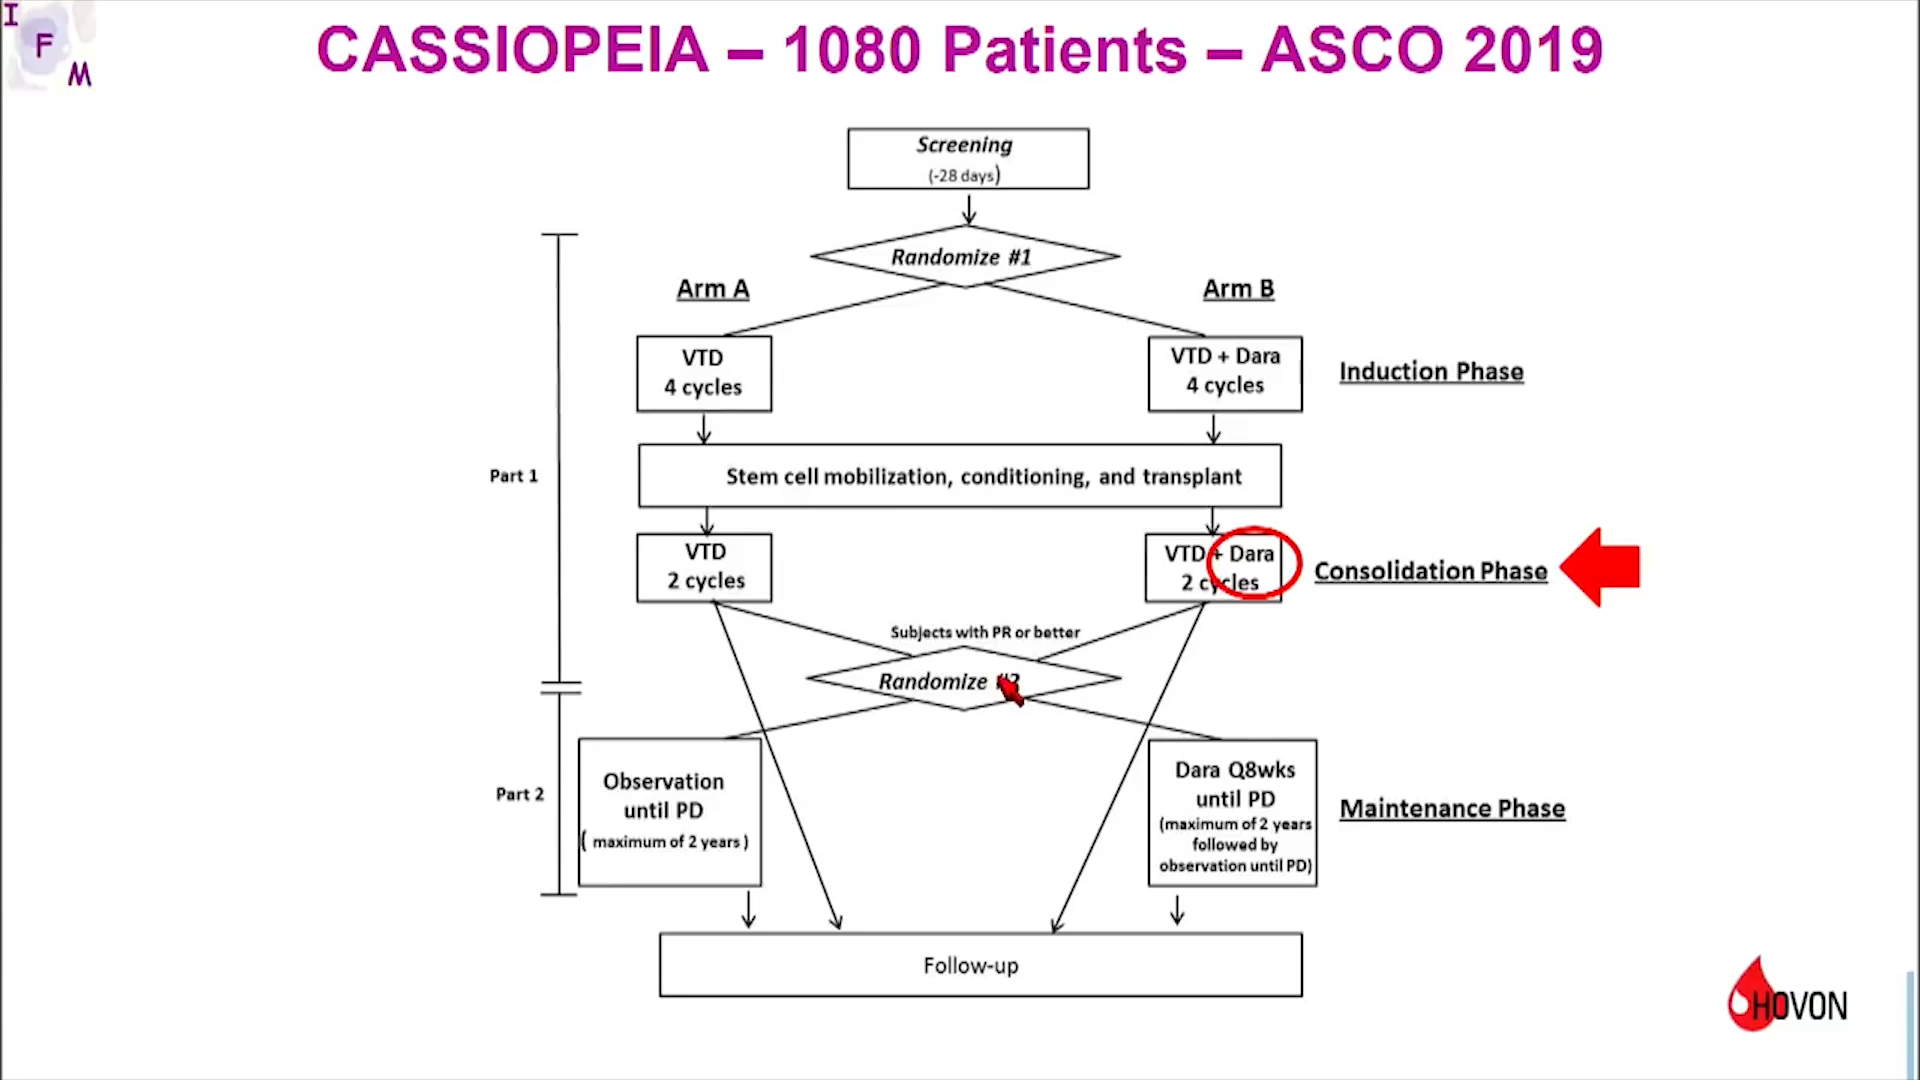 I
F
M
CASSIOPEIA – 1080 Patients – ASCO 2019
Screening
(-28 days)
Randomize #1
Arm A
Arm B
VTD
4 cycles
VTD + Dara
4 cycles
Induction Phase
Part 1
Stem cell mobilization, conditioning, and transplant
VTD
2 cycles
VTD + Dara
2 cycles
Consolidation Phase
Subjects with PR or better
Randomize #2
Part 2
Observation
until PD
( maximum of 2 years )
Dara Q8wks
until PD
(maximum of 2 years
followed by
observation until PD)
Maintenance Phase
Follow-up
HOVON